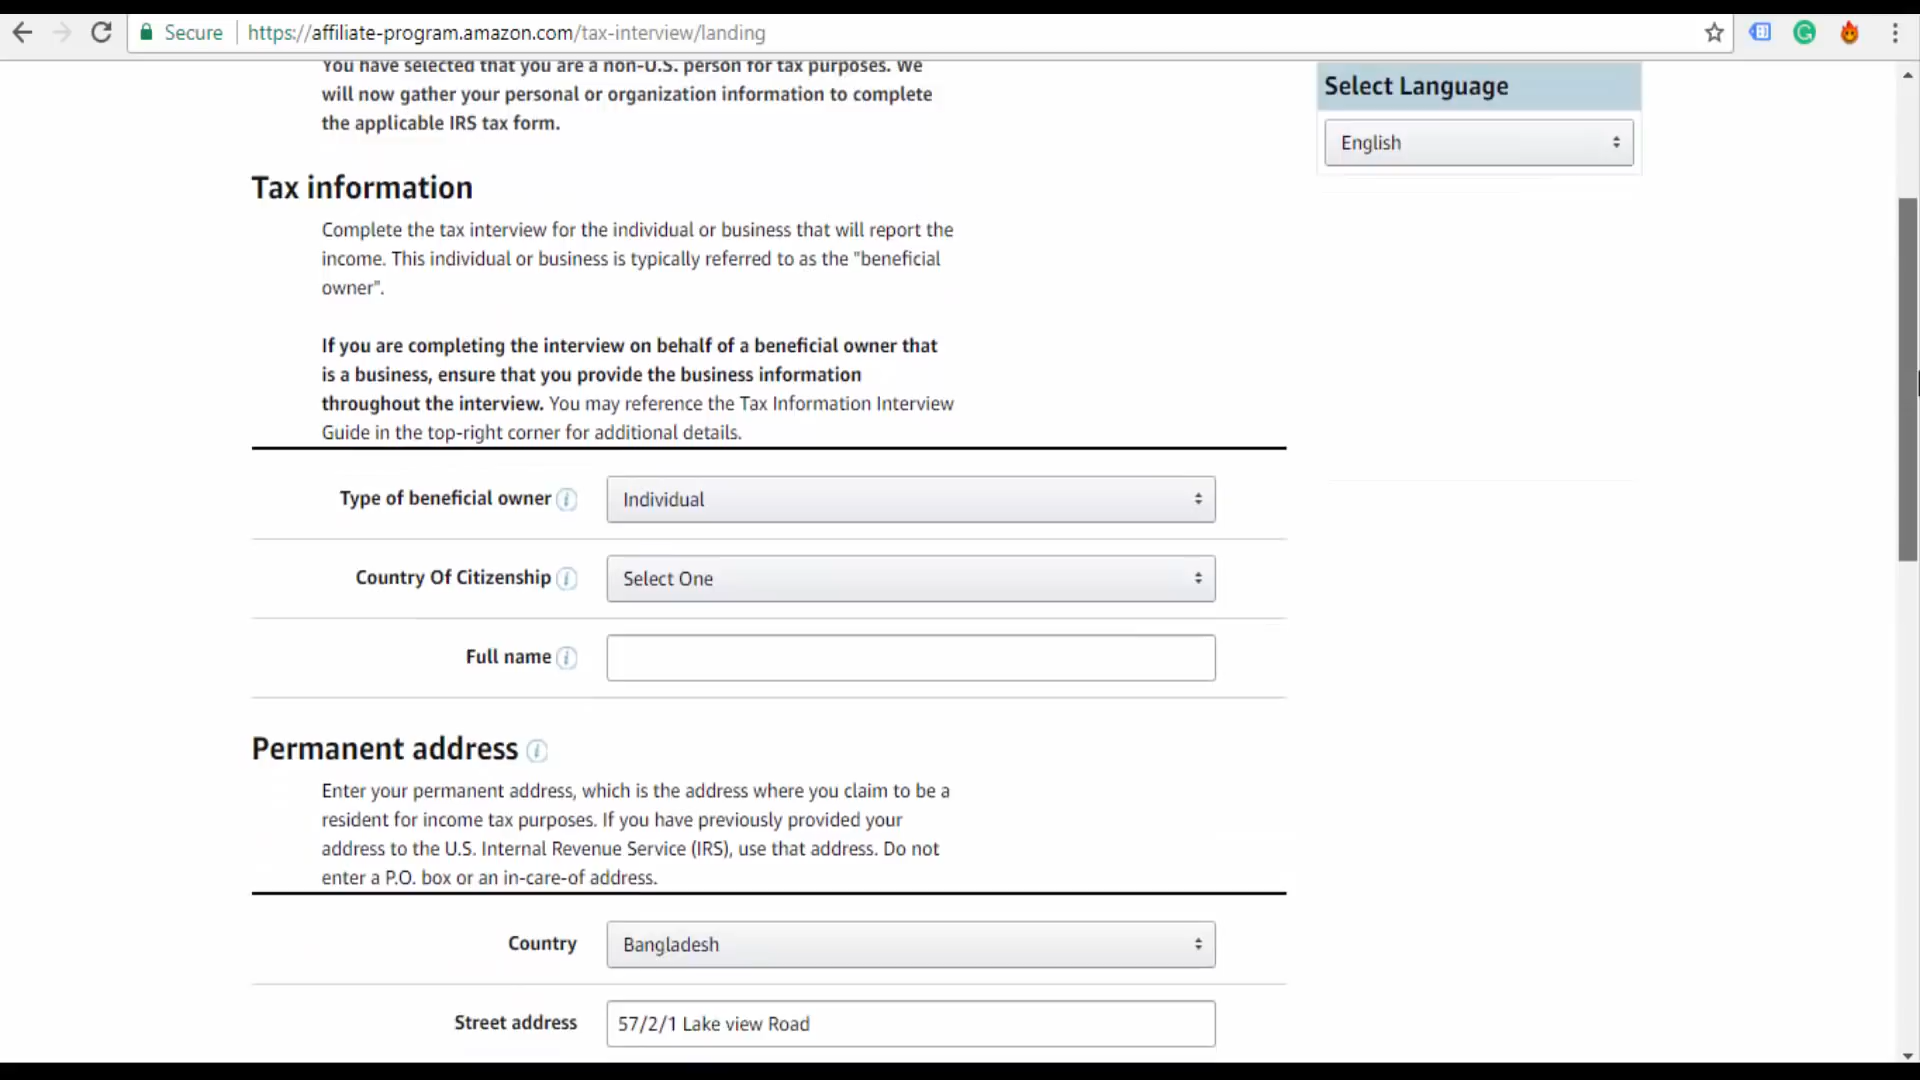 Secure https://affiliate-program.amazon.com/tax-interview/landing
You have selected that you are a non-U.S. person for tax purposes. We
will now gather your personal or organization information to complete
the applicable IRS tax form.
Select Language
English
Tax information
Complete the tax interview for the individual or business that will report the
income. This individual or business is typically referred to as the "beneficial
owner".
If you are completing the interview on behalf of a beneficial owner that
is a business, ensure that you provide the business information
throughout the interview. You may reference the Tax Information Interview
Guide in the top-right corner for additional details.
Type of beneficial owner i Individual
Country Of Citizenship i Select One
Full name i
Permanent address i
Enter your permanent address, which is the address where you claim to be a
resident for income tax purposes. If you have previously provided your
address to the U.S. Internal Revenue Service (IRS), use that address. Do not
enter a P.O. box or an in-care-of address.
Country Bangladesh
Street address 57/2/1 Lake view Road